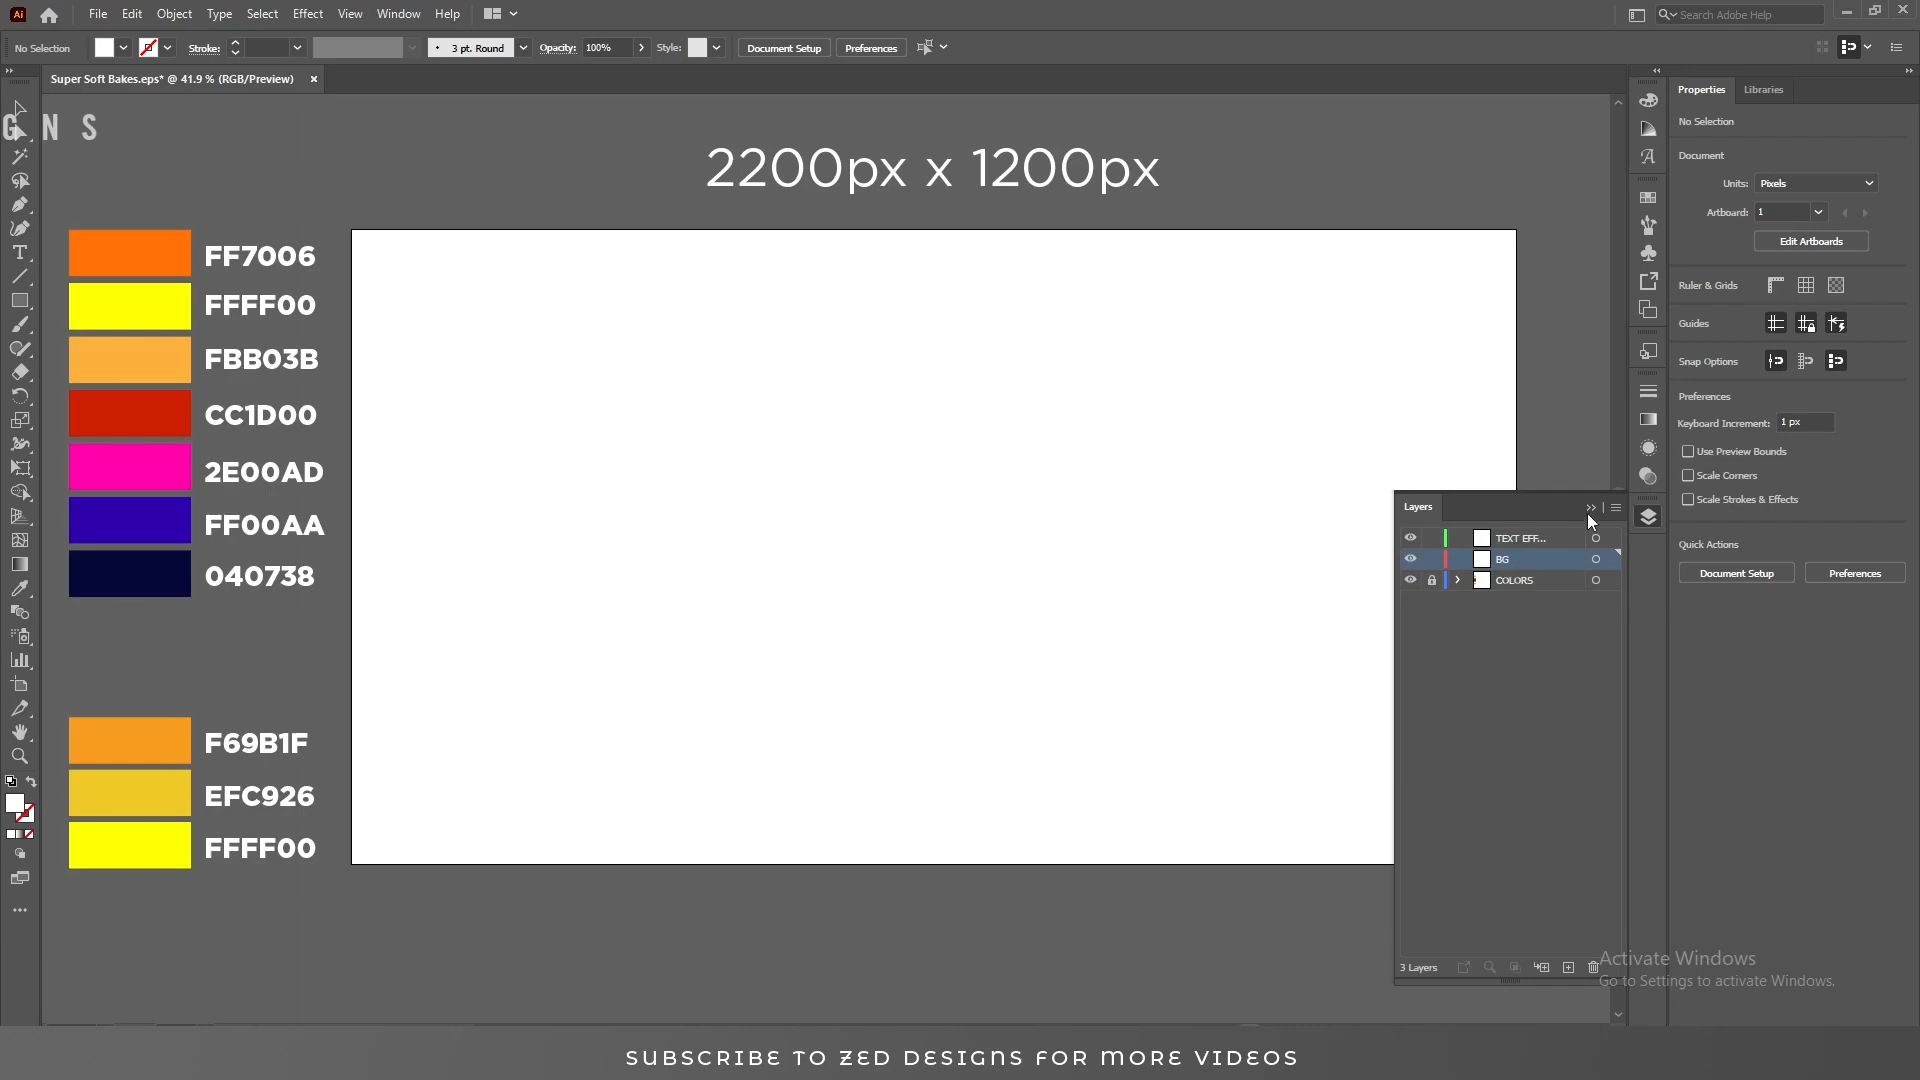 Ai File Edit Object Type Select Effect View Window Help Search Adobe Help
No Selection Stroke: 3 pt. Round Opacity: 100% Style: Document Setup Preferences
Super Soft Bakes.eps* @ 41.9 % (RGB/Preview) ×
G N S
2200px x 1200px
FF7006
FFFF00
FBB03B
CC1D00
2E00AD
FF00AA
040738
F69B1F
EFC926
FFFF00
Layers
TEXT EFF...
BG
COLORS
3 Layers
Properties Libraries
No Selection
Document
Units: Pixels
Artboard: 1
Edit Artboards
Ruler & Grids
Guides
Snap Options
Preferences
Keyboard Increment: 1 px
Use Preview Bounds
Scale Corners
Scale Strokes & Effects
Quick Actions
Document Setup Preferences
Activate Windows
Go to Settings to activate Windows.
SUBSCRIBE TO ZED DESIGNS FOR MORE VIDEOS